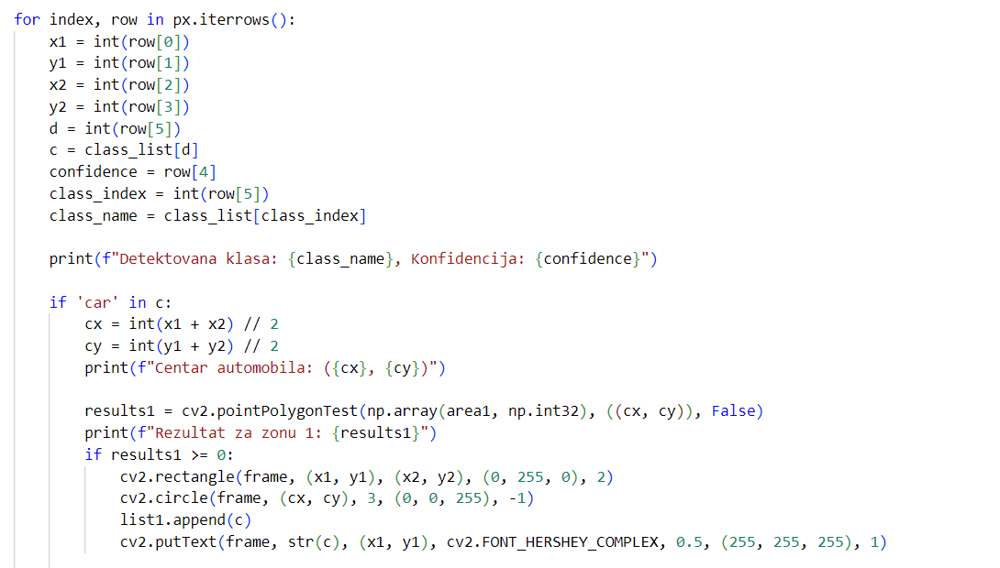 for index, row in px.iterrows():
    x1 = int(row[0])
    y1 = int(row[1])
    x2 = int(row[2])
    y2 = int(row[3])
    d = int(row[5])
    c = class_list[d]
    confidence = row[4]
    class_index = int(row[5])
    class_name = class_list[class_index]

    print(f"Detektovana klasa: {class_name}, Konfidencija: {confidence}")

    if 'car' in c:
        cx = int(x1 + x2) // 2
        cy = int(y1 + y2) // 2
        print(f"Centar automobila: ({cx}, {cy})")

        results1 = cv2.pointPolygonTest(np.array(area1, np.int32), ((cx, cy)), False)
        print(f"Rezultat za zonu 1: {results1}")
        if results1 >= 0:
            cv2.rectangle(frame, (x1, y1), (x2, y2), (0, 255, 0), 2)
            cv2.circle(frame, (cx, cy), 3, (0, 0, 255), -1)
            list1.append(c)
            cv2.putText(frame, str(c), (x1, y1), cv2.FONT_HERSHEY_COMPLEX, 0.5, (255, 255, 255), 1)